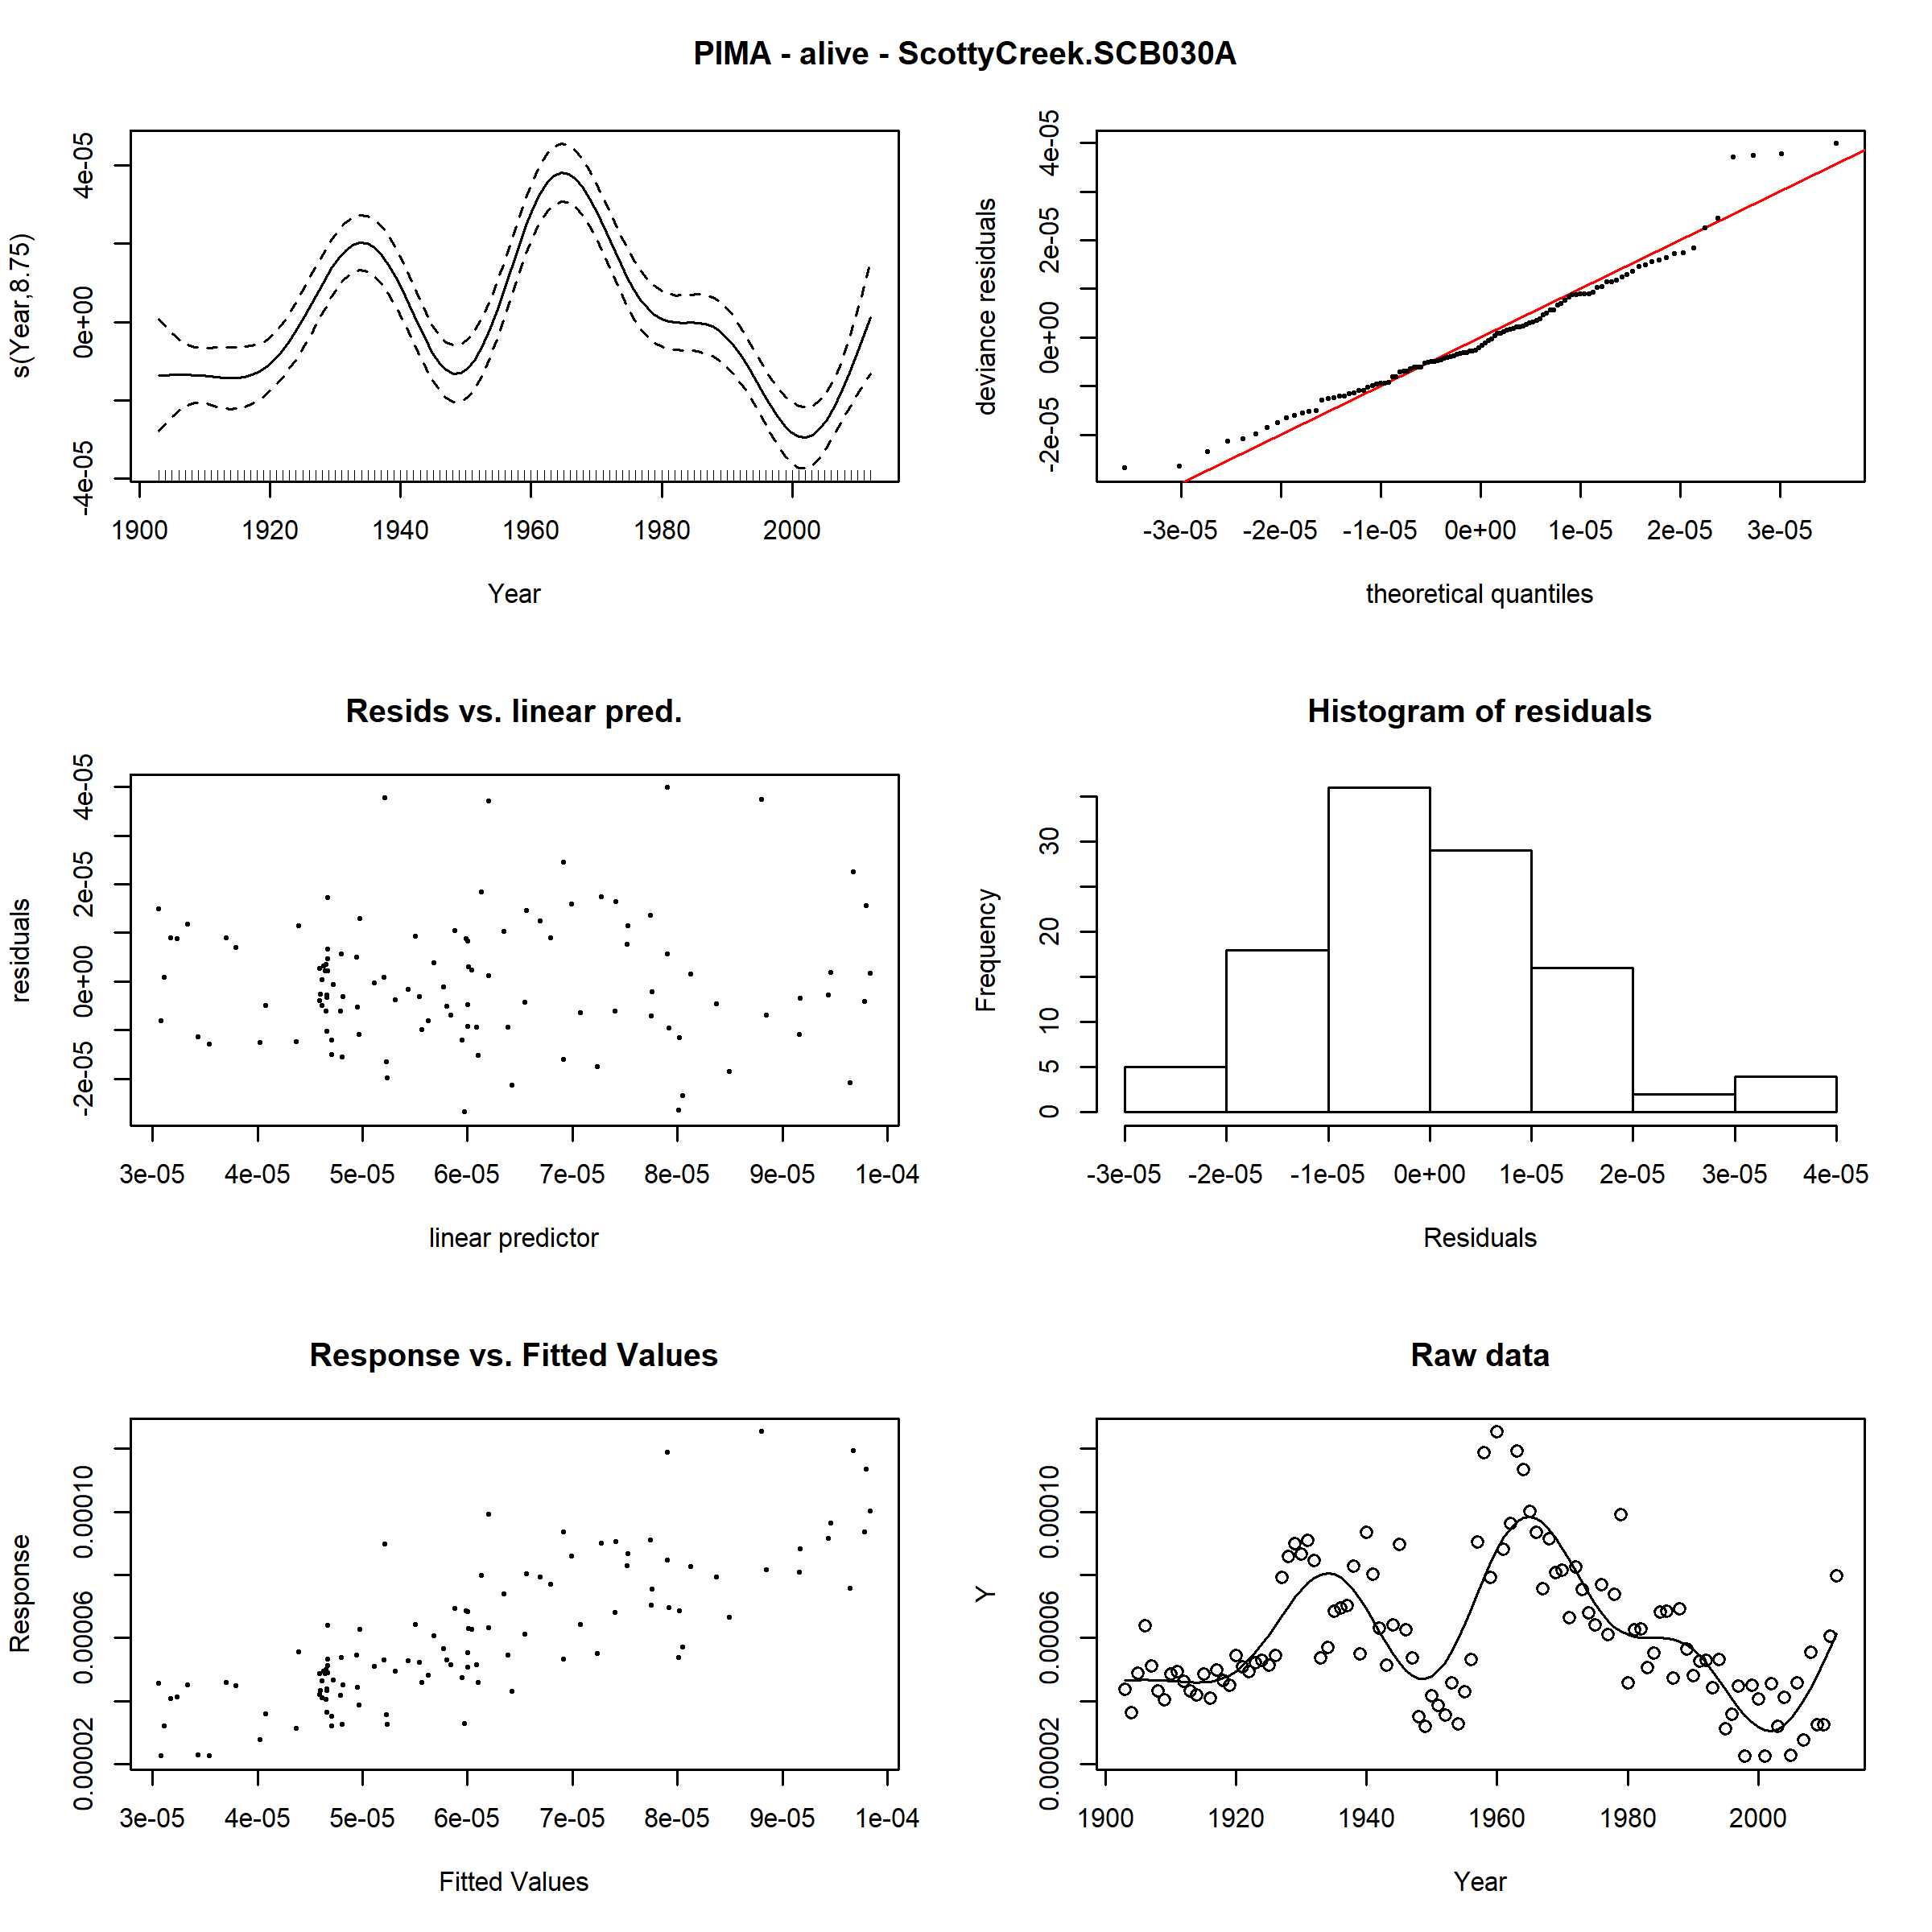 PIMA - alive - ScottyCreek.SCB030A
s(Year,8.75)
-4e-05 0e+00 4e-05
1900 1920 1940 1960 1980 2000
Year
deviance residuals
-2e-05 0e+00 2e-05 4e-05
-3e-05 -2e-05 -1e-05 0e+00 1e-05 2e-05 3e-05
theoretical quantiles
Resids vs. linear pred.
residuals
-2e-05 0e+00 2e-05 4e-05
3e-05 4e-05 5e-05 6e-05 7e-05 8e-05 9e-05 1e-04
linear predictor
Histogram of residuals
Frequency
0 5 10 20 30
-3e-05 -2e-05 -1e-05 0e+00 1e-05 2e-05 3e-05 4e-05
Residuals
Response vs. Fitted Values
Response
0.00002 0.00006 0.00010
3e-05 4e-05 5e-05 6e-05 7e-05 8e-05 9e-05 1e-04
Fitted Values
Raw data
Y
0.00002 0.00006 0.00010
1900 1920 1940 1960 1980 2000
Year